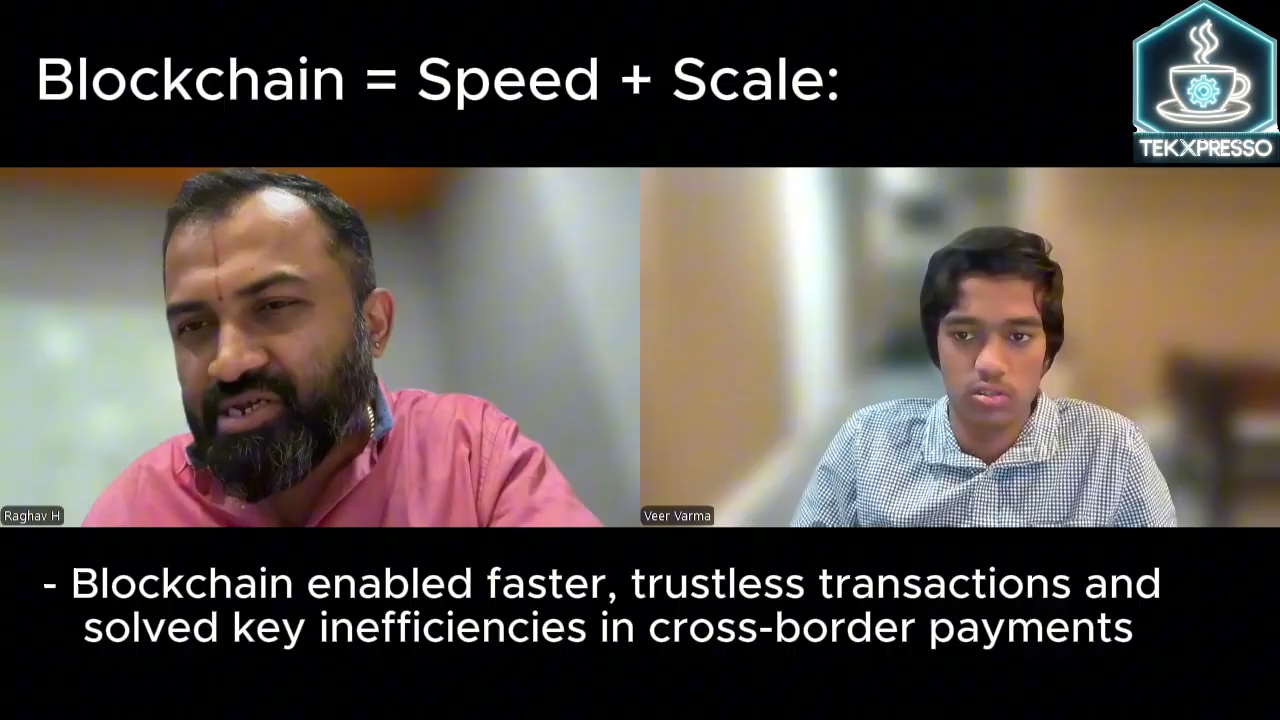 Blockchain = Speed + Scale:
TEKXPRESSO
Raghav H
Veer Varma
- Blockchain enabled faster, trustless transactions and
solved key inefficiencies in cross-border payments